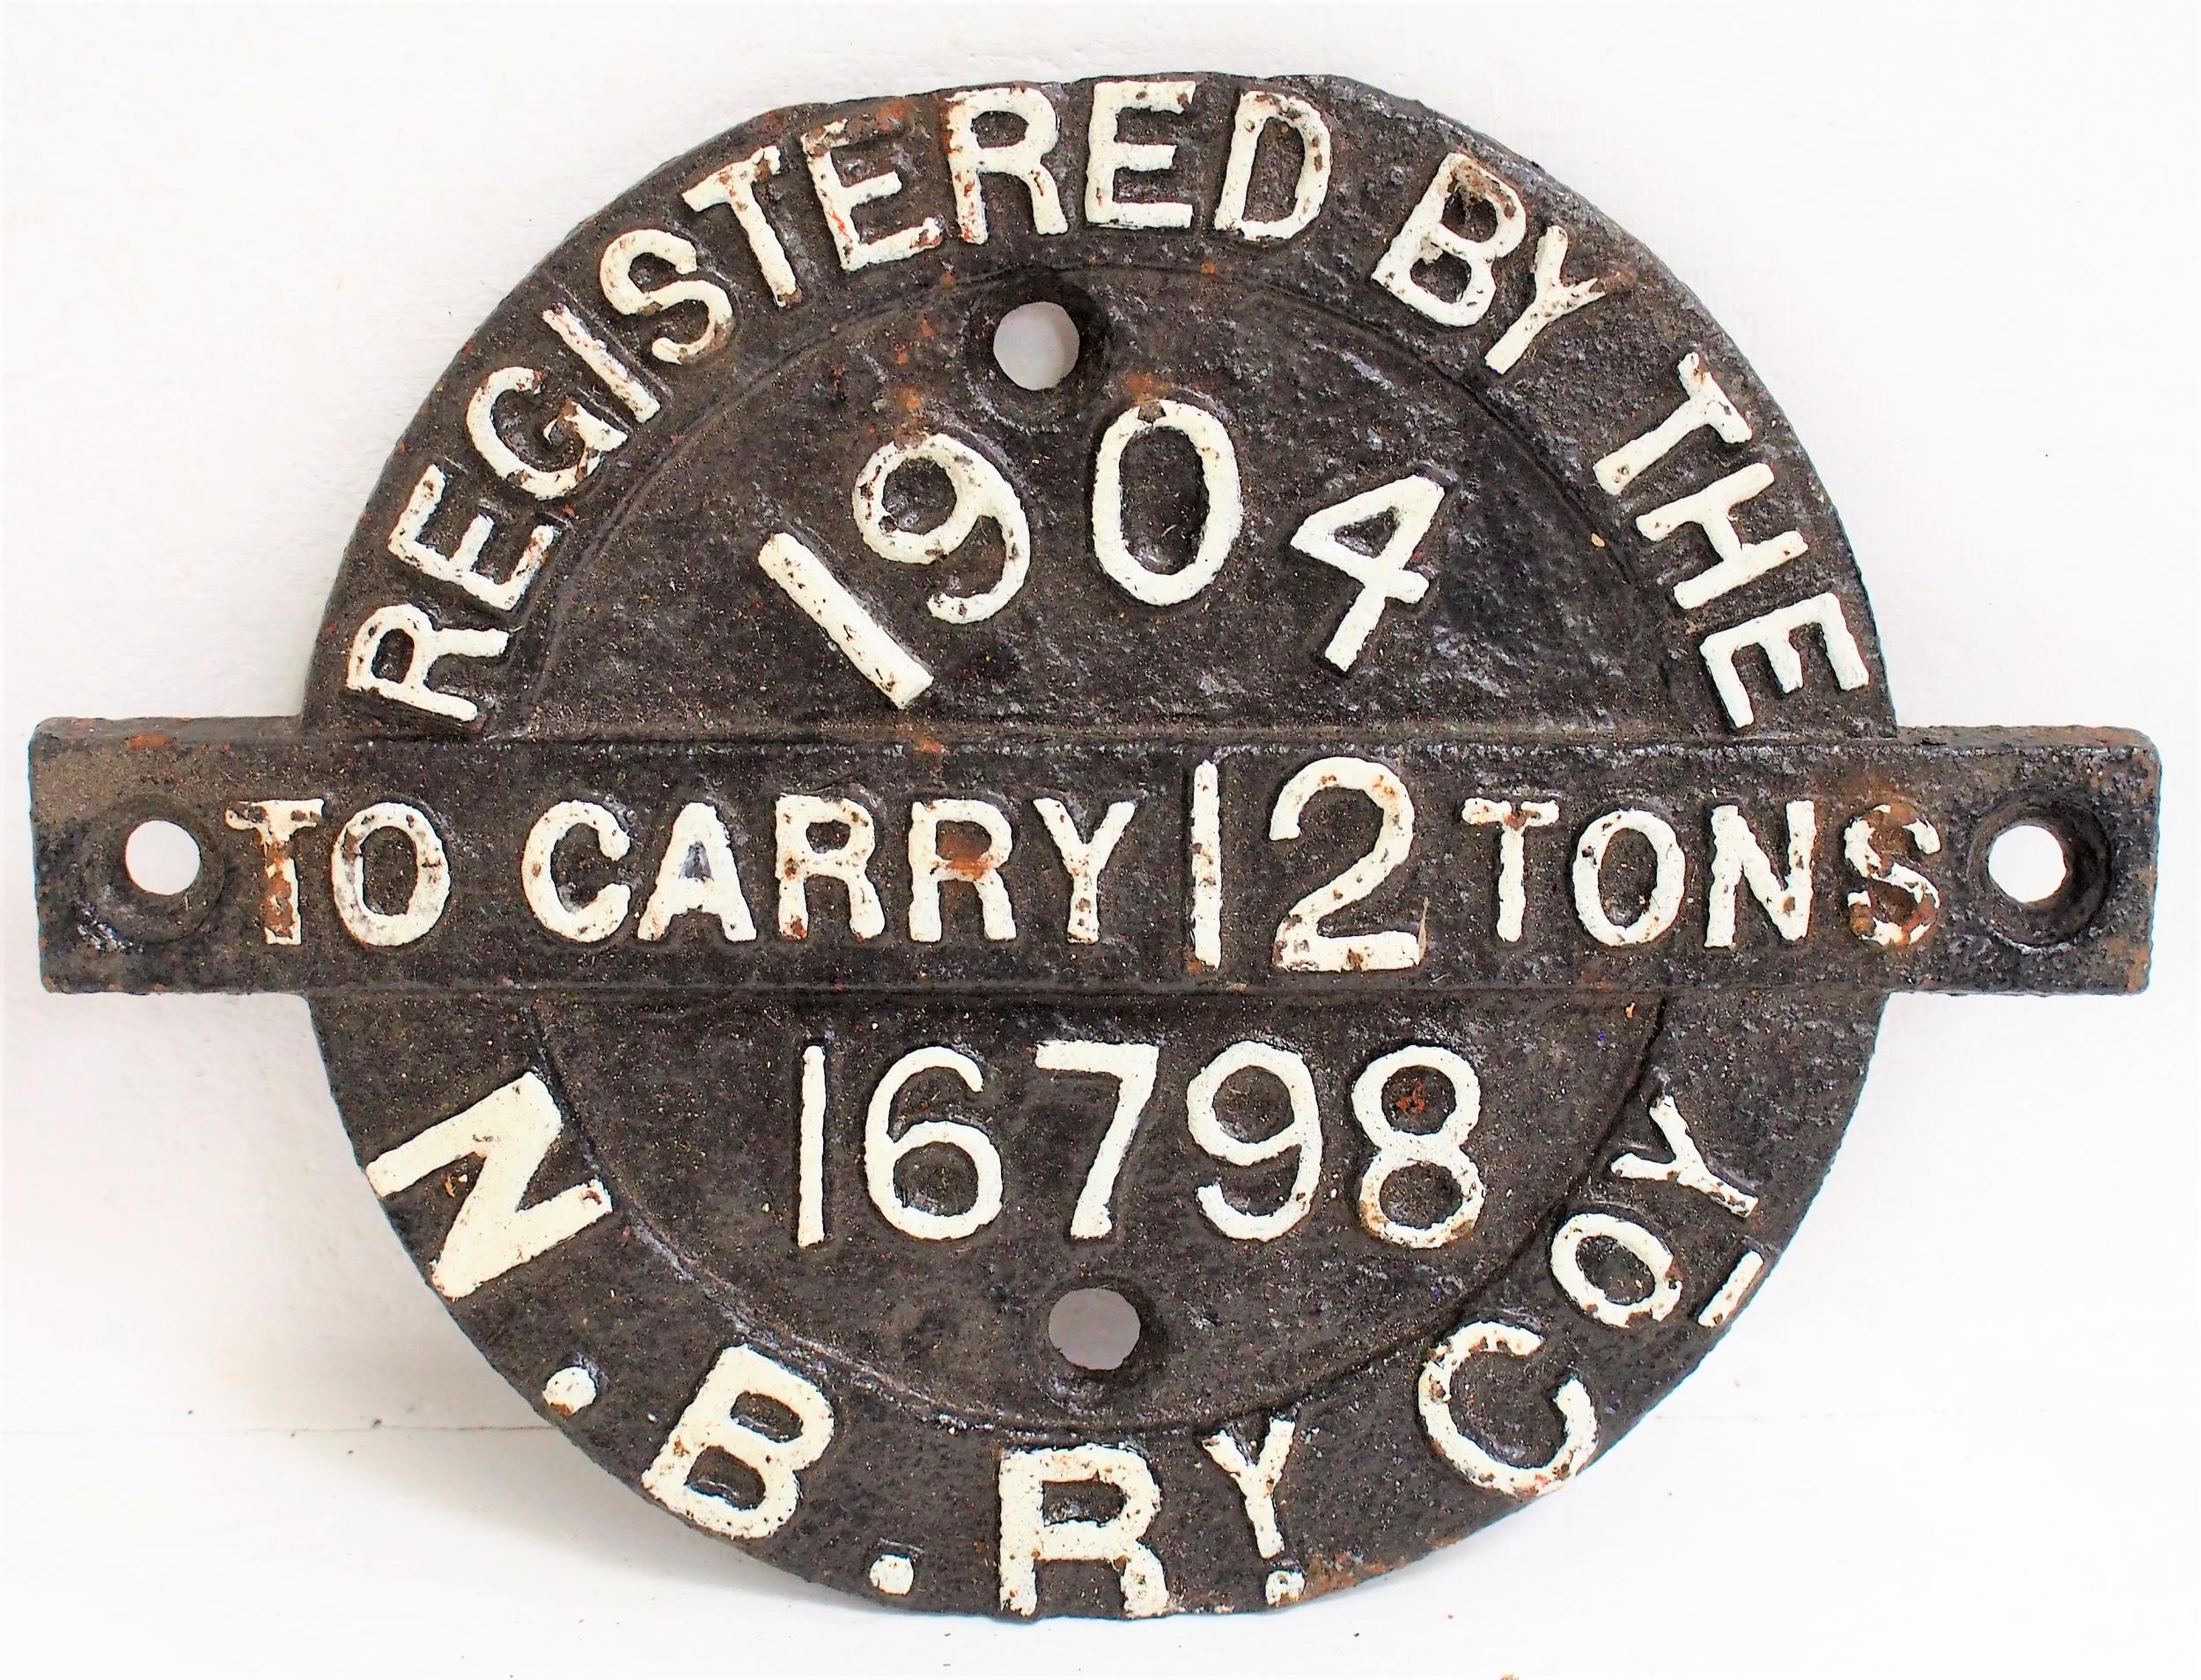 REGISTERED BY THE
1904
TO CARRY 12 TONS
16798
N.B.RY. COY